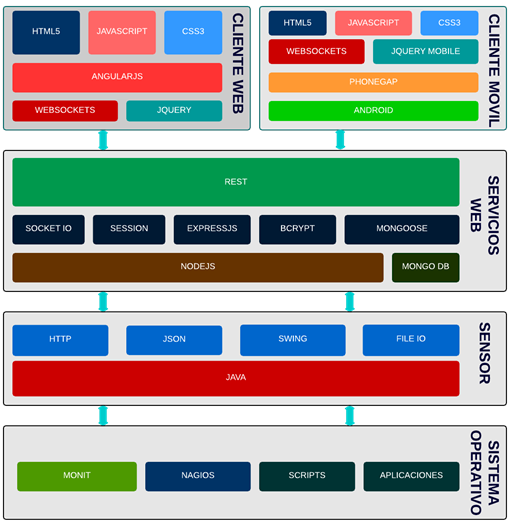 HTML5
JAVASCRIPT
CSS3
ANGULARJS
WEBSOCKETS
JQUERY
CLIENTE WEB
HTML5
JAVASCRIPT
CSS3
WEBSOCKETS
JQUERY MOBILE
PHONEGAP
ANDROID
CLIENTE MOVIL
REST
SOCKET IO
SESSION
EXPRESSJS
BCRYPT
MONGOOSE
NODEJS
MONGO DB
SERVICIOS
WEB
HTTP
JSON
SWING
FILE IO
JAVA
SENSOR
MONIT
NAGIOS
SCRIPTS
APLICACIONES
SISTEMA
OPERATIVO